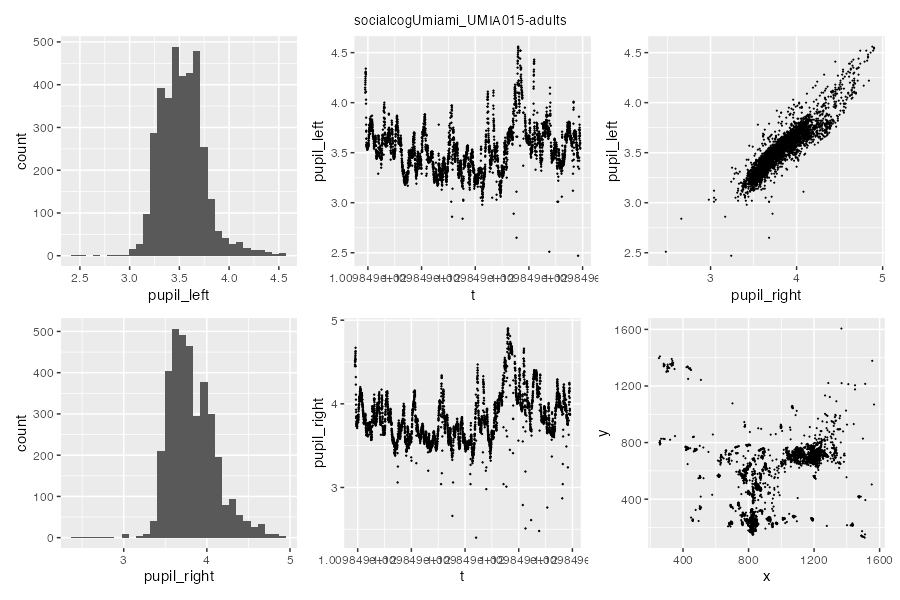 socialcogUmiami_UMIA015-adults
500
400
300
200
100
0
count
2.5 3.0 3.5 4.0 4.5
pupil_left
4.5
4.0
3.5
3.0
2.5
pupil_left
t
4.5
4.0
3.5
3.0
2.5
pupil_left
3 4 5
pupil_right
500
400
300
200
100
0
count
3 4 5
pupil_right
5
4
3
pupil_right
t
1600
1200
800
400
y
400 800 1200 1600
x